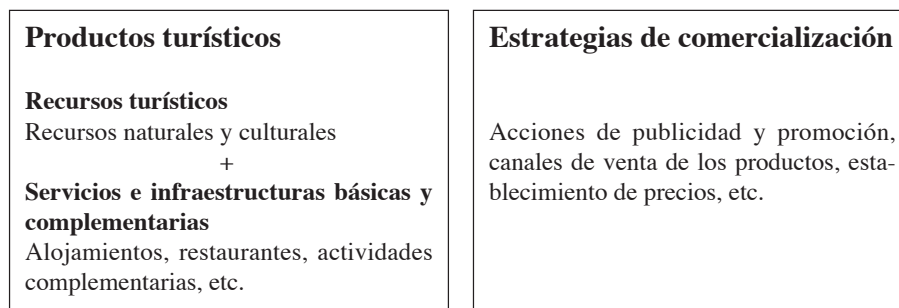 Productos turísticos
Recursos turísticos
Recursos naturales y culturales
+
Servicios e infraestructuras básicas y
complementarias
Alojamientos, restaurantes, actividades
complementarias, etc.
Estrategias de comercialización
Acciones de publicidad y promoción,
canales de venta de los productos, esta-
blecimiento de precios, etc.